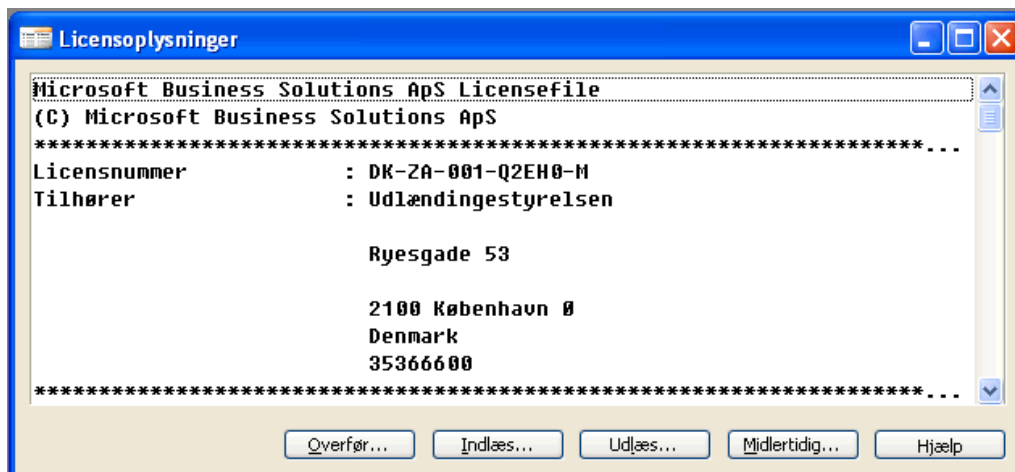 Licensoplysninger
Microsoft Business Solutions ApS Licensefile
(C) Microsoft Business Solutions ApS
*********************************************************************...
Licensnummer : DK-ZA-001-Q2EH0-M
Tilhører : Udlændingestyrelsen
Ryesgade 53
2100 København Ø
Denmark
35366600
*********************************************************************...
Overfør... Indlæs... Udlæs... Midlertidig... Hjælp